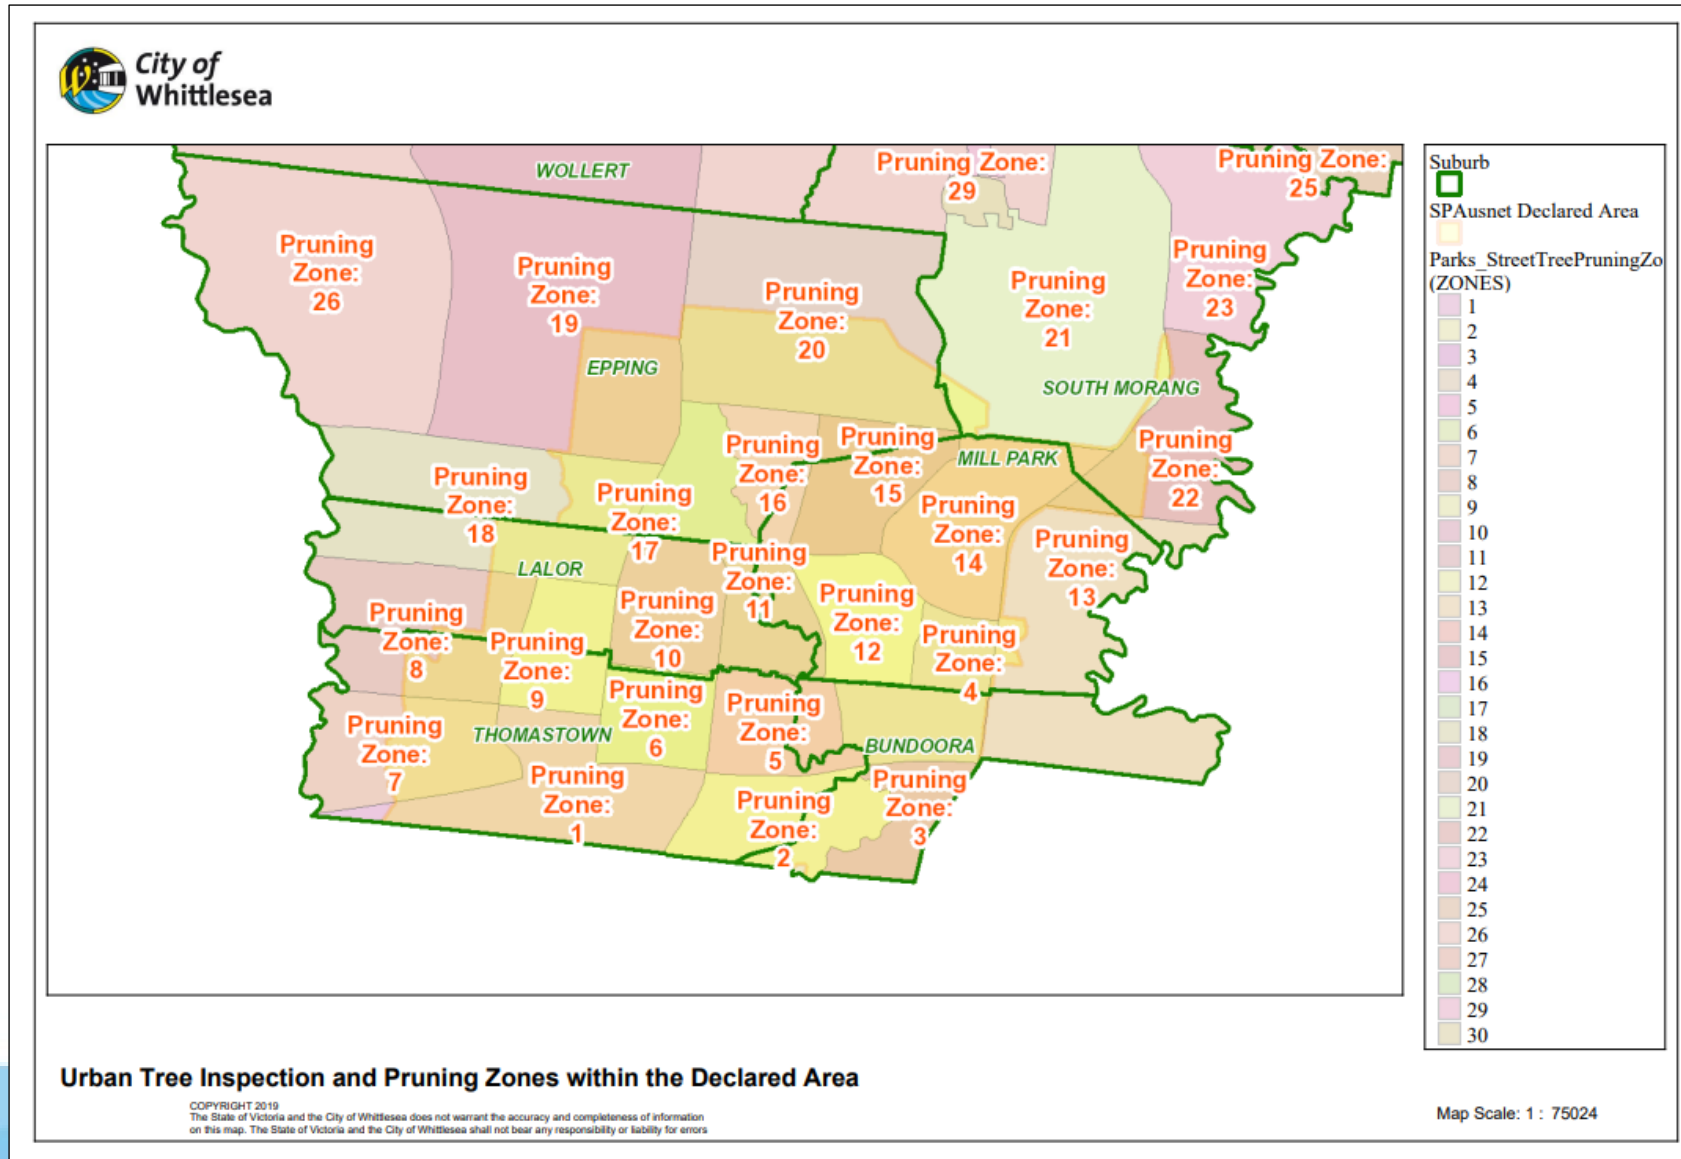 City of
Whittlesea
WOLLERT
Pruning Zone:
29
Pruning Zone:
25
Pruning
Zone:
26
Pruning
Zone:
19
Pruning
Zone:
20
Pruning
Zone:
21
Pruning
Zone:
23
EPPING
SOUTH MORANG
Pruning
Zone:
16
Pruning
Zone:
15
MILL PARK
Pruning
Zone:
22
Pruning
Zone:
18
Pruning
Zone:
17
Pruning
Zone:
14
Pruning
Zone:
13
LALOR
Pruning
Zone:
11
Pruning
Zone:
10
Pruning
Zone:
12
Pruning
Zone:
8
Pruning
Zone:
9
Pruning
Zone:
4
Pruning
Zone:
6
Pruning
Zone:
5
Pruning
Zone:
7
THOMASTOWN
BUNDOORA
Pruning
Zone:
1
Pruning
Zone:
2
Pruning
Zone:
3
Suburb
SPAusnet Declared Area
Parks_StreetTreePruningZo
(ZONES)
1
2
3
4
5
6
7
8
9
10
11
12
13
14
15
16
17
18
19
20
21
22
23
24
25
26
27
28
29
30
Urban Tree Inspection and Pruning Zones within the Declared Area
COPYRIGHT 2019
The State of Victoria and the City of Whittlesea does not warrant the accuracy and completeness of information
on this map. The State of Victoria and the City of Whittlesea shall not bear any responsibility or liability for errors
Map Scale: 1 : 75024